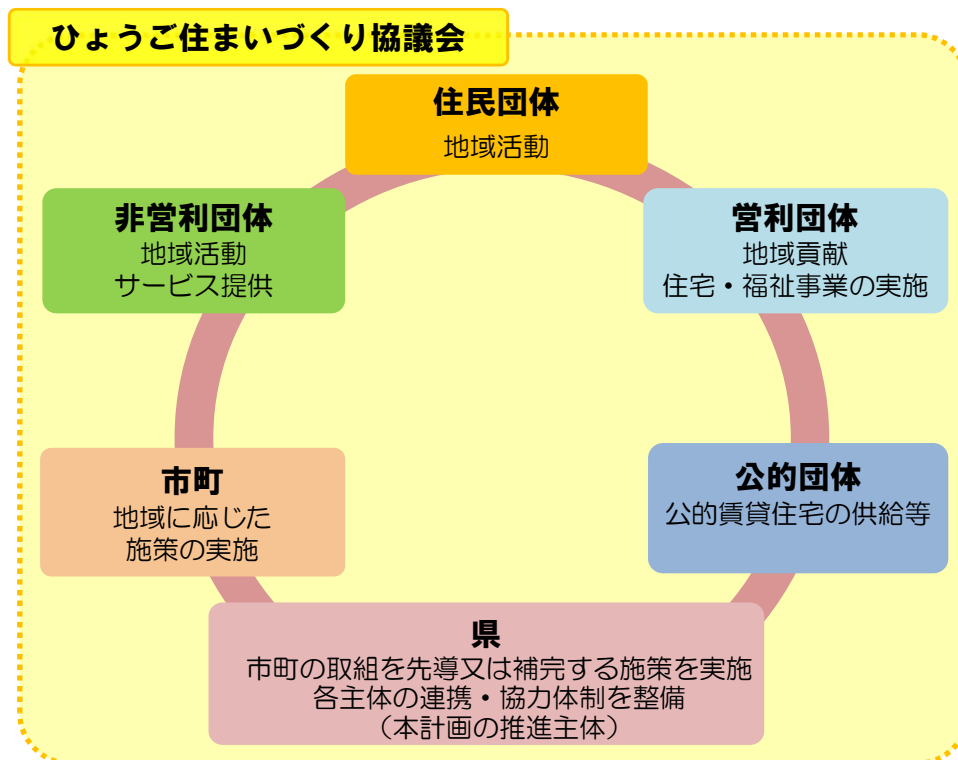 ひょうご住まいづくり協議会
住民団体
地域活動
非営利団体
地域活動
サービス提供
営利団体
地域貢献
住宅・福祉事業の実施
市町
地域に応じた
施策の実施
公的団体
公的賃貸住宅の供給等
県
市町の取組を先導又は補完する施策を実施
各主体の連携・協力体制を整備
（本計画の推進主体）